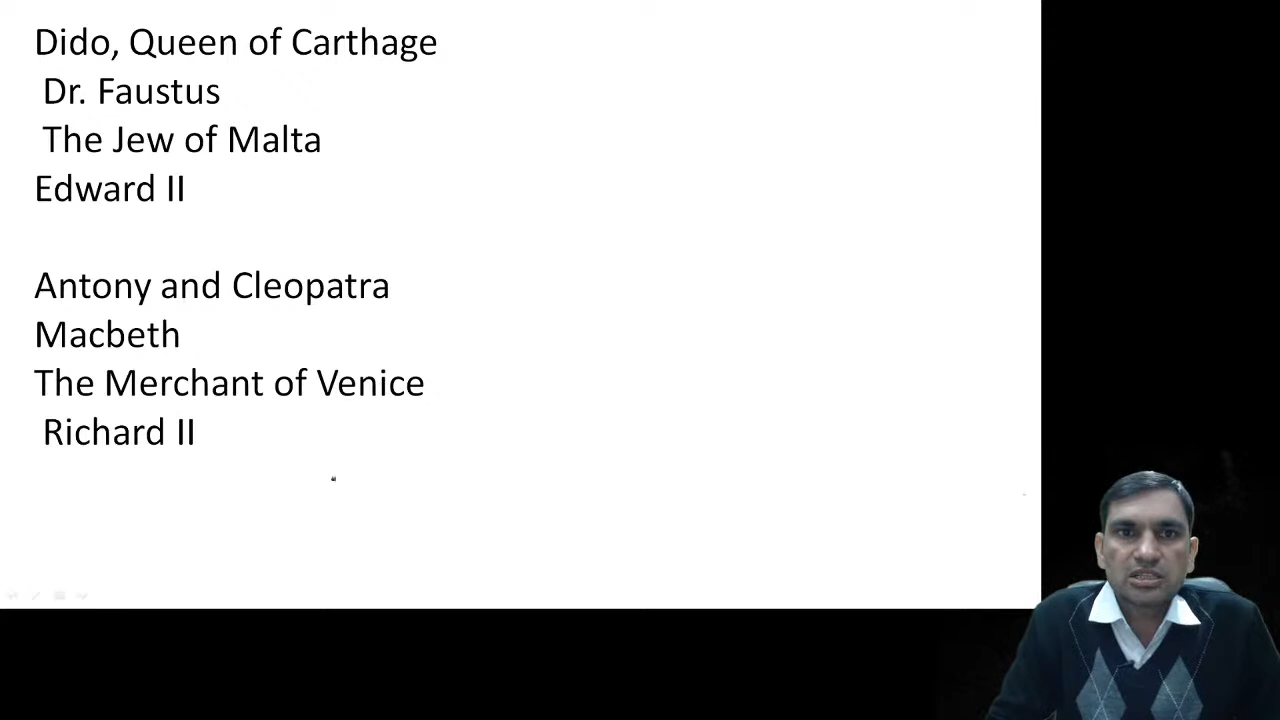 Dido, Queen of Carthage
Dr. Faustus
The Jew of Malta
Edward II
Antony and Cleopatra
Macbeth
The Merchant of Venice
Richard II